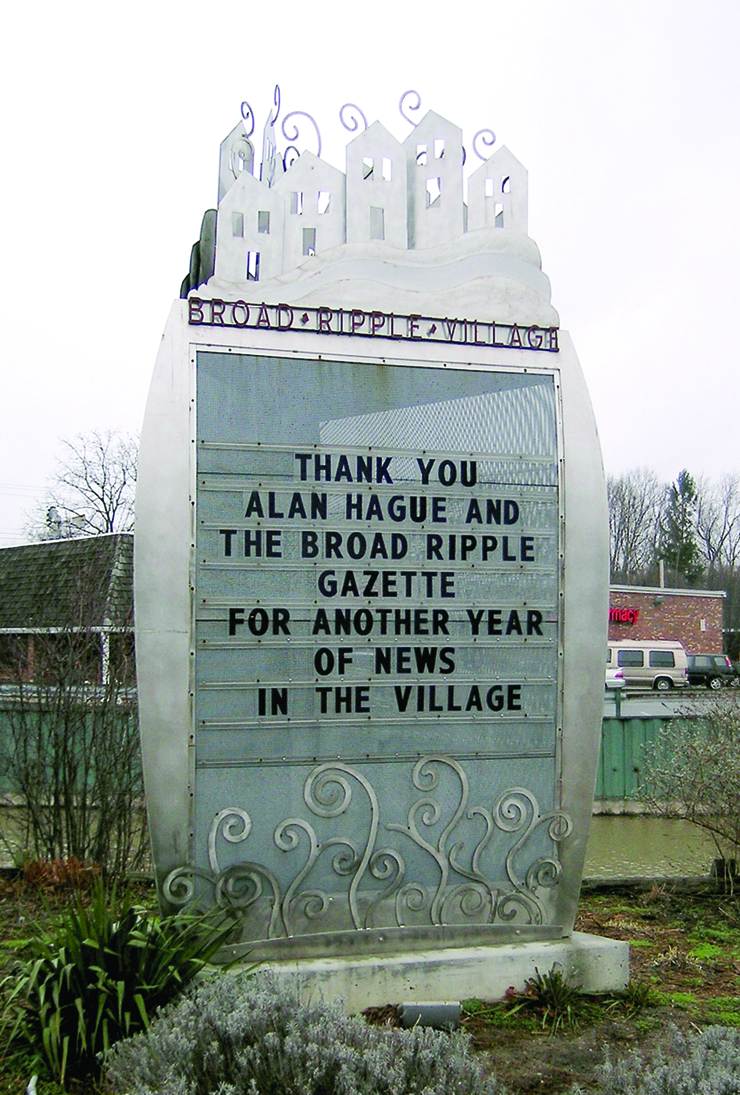 BROAD • RIPPLE • VILLAGE
THANK YOU
ALAN HAGUE AND
THE BROAD RIPPLE
GAZETTE
FOR ANOTHER YEAR
OF NEWS
IN THE VILLAGE
macy